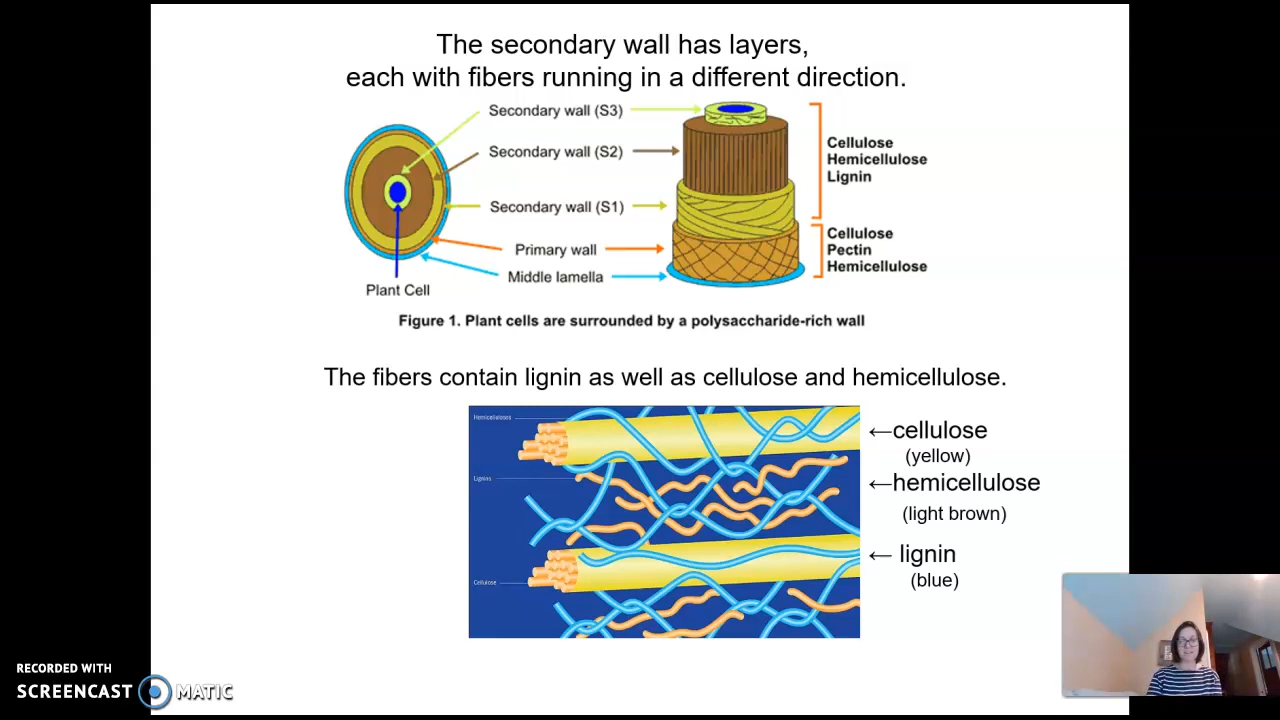 The secondary wall has layers,
each with fibers running in a different direction.
Secondary wall (S3)
Secondary wall (S2)
Secondary wall (S1)
Primary wall
Middle lamella
Plant Cell
Cellulose
Hemicellulose
Lignin
Cellulose
Pectin
Hemicellulose
Figure 1. Plant cells are surrounded by a polysaccharide-rich wall
The fibers contain lignin as well as cellulose and hemicellulose.
Hemicelluloses
Lignins
Cellulose
←cellulose
(yellow)
←hemicellulose
(light brown)
← lignin
(blue)
RECORDED WITH
SCREENCAST MATIC